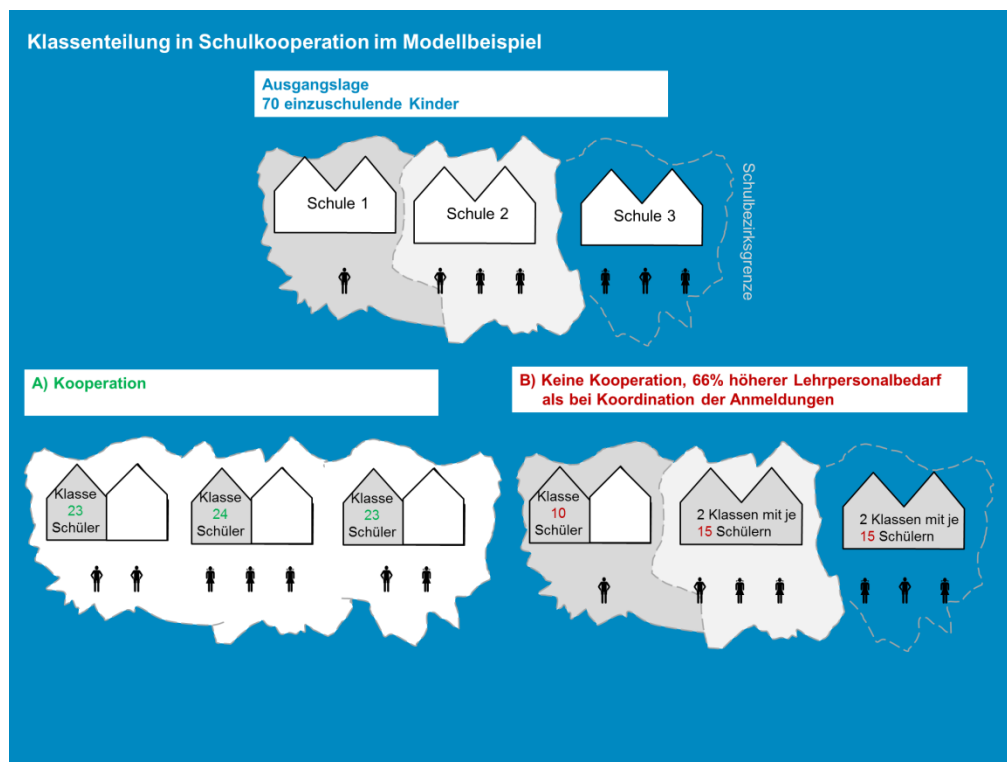 Klassenteilung in Schulkooperation im Modellbeispiel
Ausgangslage
70 einzuschulende Kinder
Schule 1
Schule 2
Schule 3
Schulbezirksgrenze
A) Kooperation
Klasse
23
Schüler
Klasse
24
Schüler
Klasse
23
Schüler
B) Keine Kooperation, 66% höherer Lehrpersonalbedarf
als bei Koordination der Anmeldungen
Klasse
10
Schüler
2 Klassen mit je
15 Schülern
2 Klassen mit je
15 Schülern